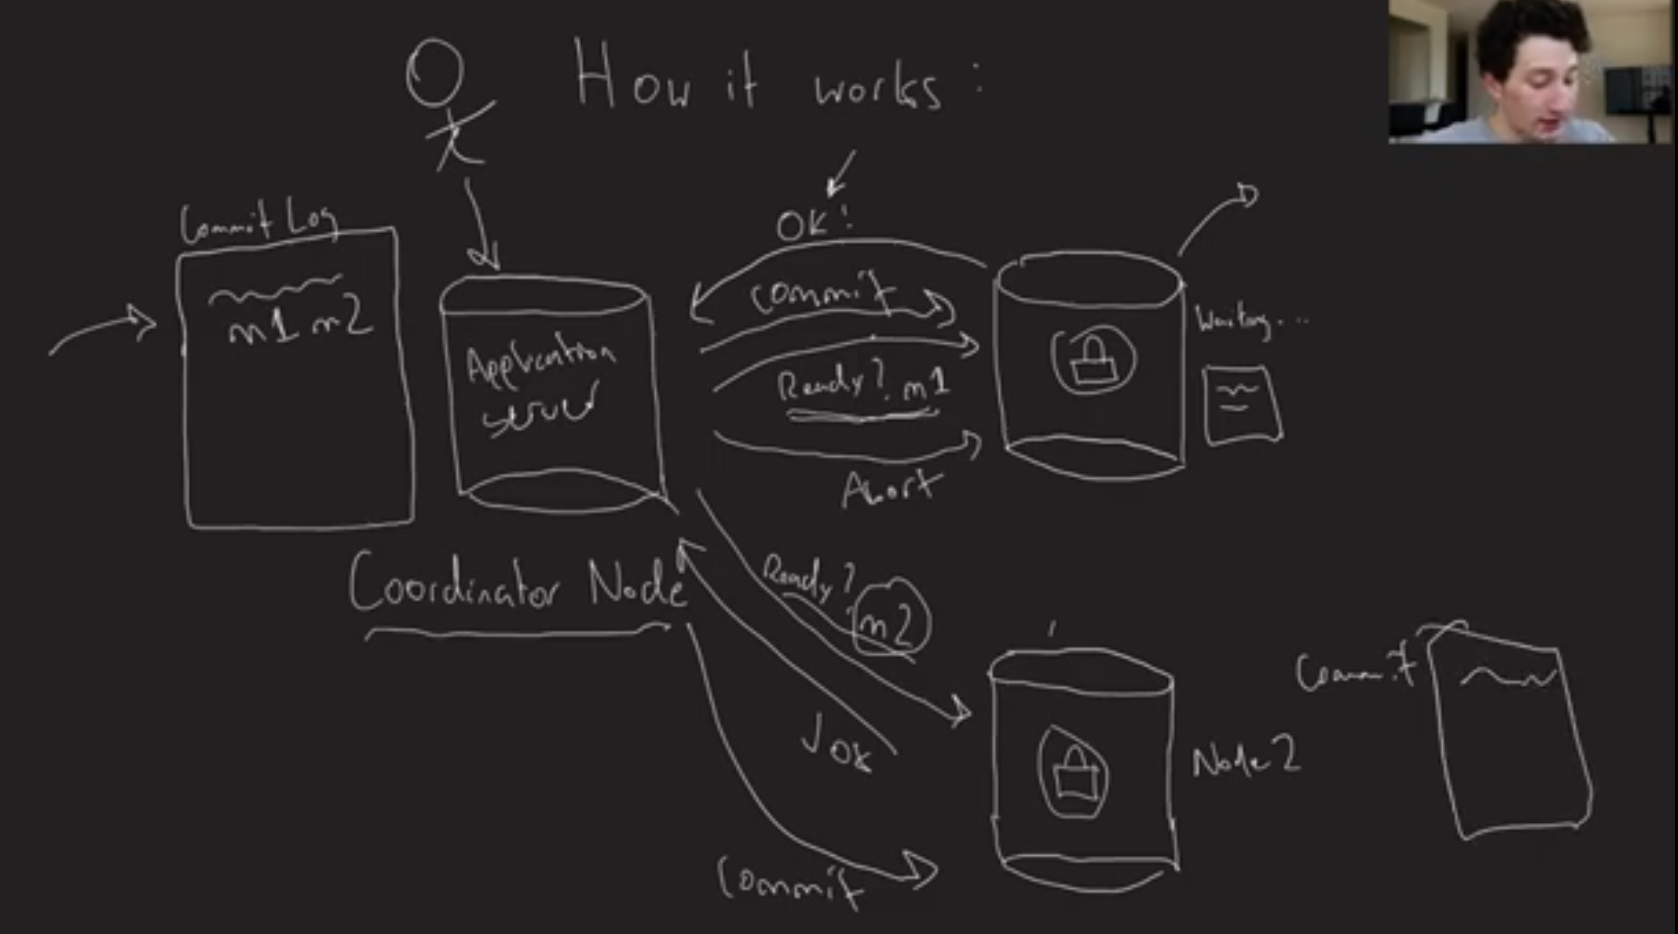 How it works:
Commit Log
m1 m2
Application
server
Coordinator Node
OK!
Commit
Ready? m1
Abort
Waiting...
Ready?
m2
OK
Commit
Node 2
Commit